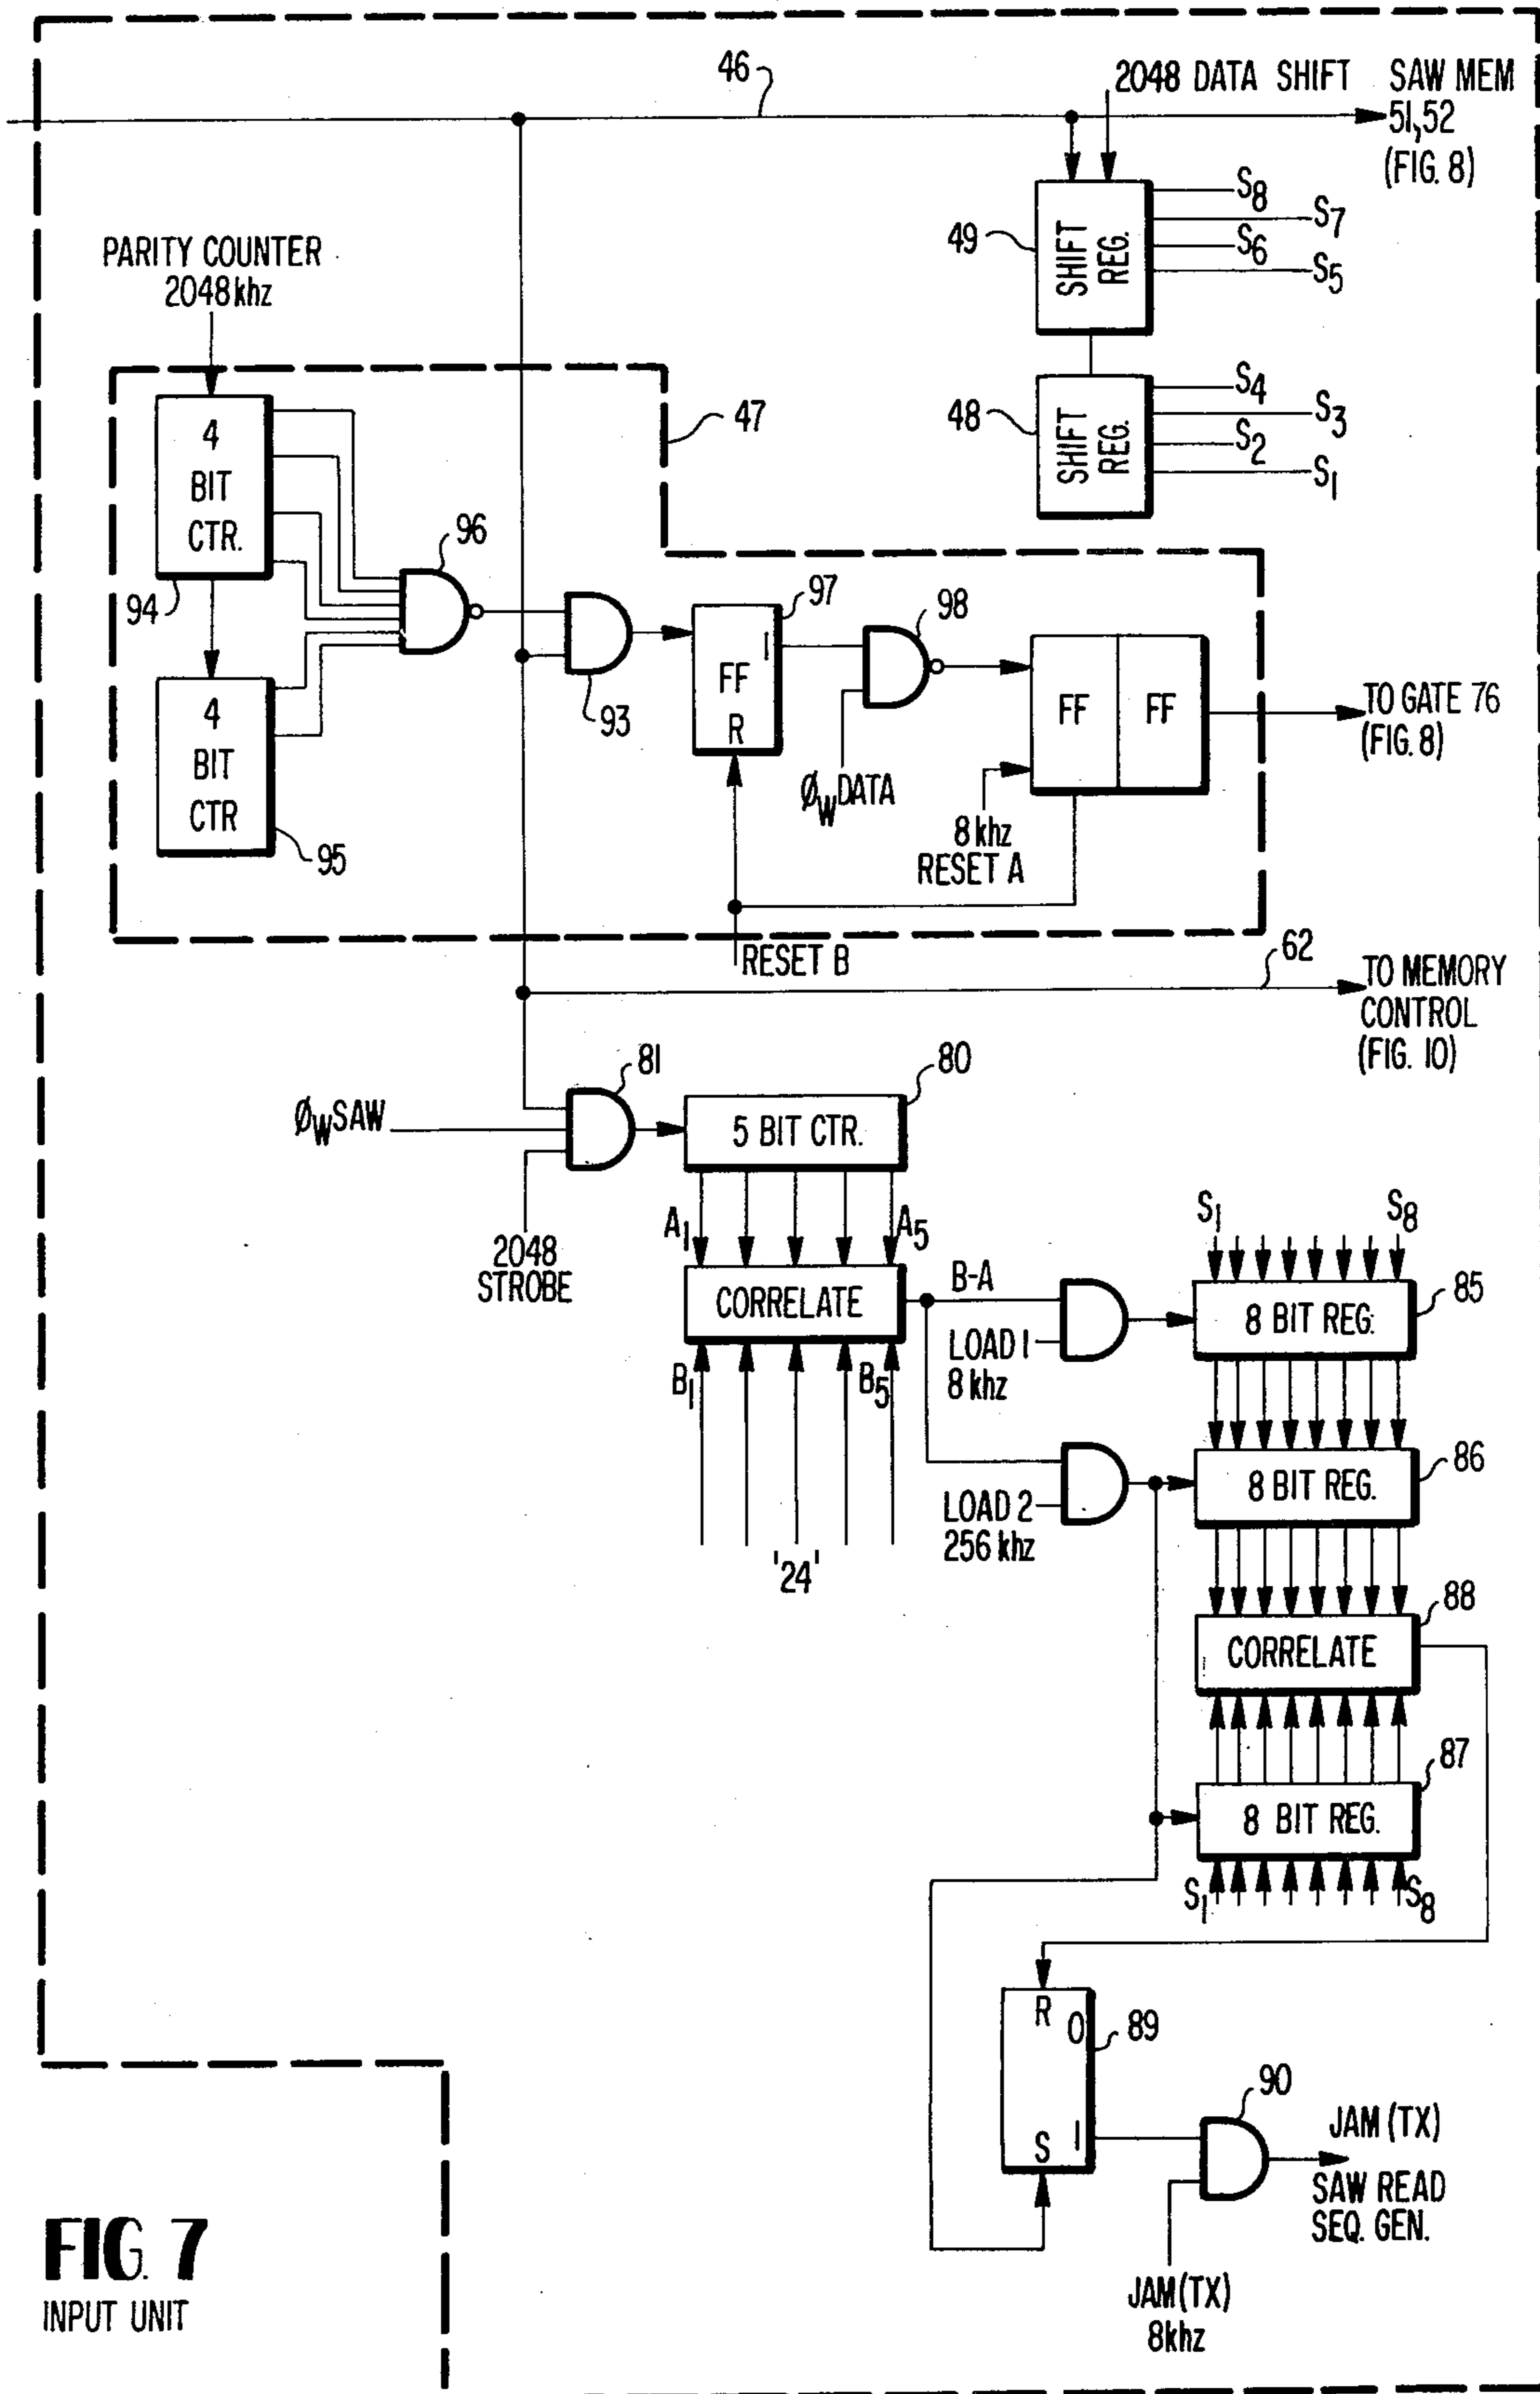 46
2048 DATA SHIFT
SAW MEM
51,52
(FIG. 8)
S8
S7
S6
S5
49
SHIFT
REG.
PARITY COUNTER
2048 khz
S4
S3
S2
S1
48
SHIFT
REG.
47
4
BIT
CTR.
94
96
4
BIT
CTR
95
93
97
1
FF
R
98
ØW DATA
FF
FF
8 khz
RESET A
TO GATE 76
(FIG. 8)
RESET B
62
TO MEMORY
CONTROL
(FIG. 10)
81
ØW SAW
2048
STROBE
80
5 BIT CTR.
A1
A5
CORRELATE
B1
B5
'24'
B-A
LOAD 1
8 khz
LOAD 2
256 khz
S1
S8
8 BIT REG.
85
8 BIT REG.
86
CORRELATE
88
8 BIT REG.
87
S1
S8
R
0
89
S
1
90
JAM (TX)
SAW READ
SEQ. GEN.
JAM (TX)
8khz
FIG. 7
INPUT UNIT